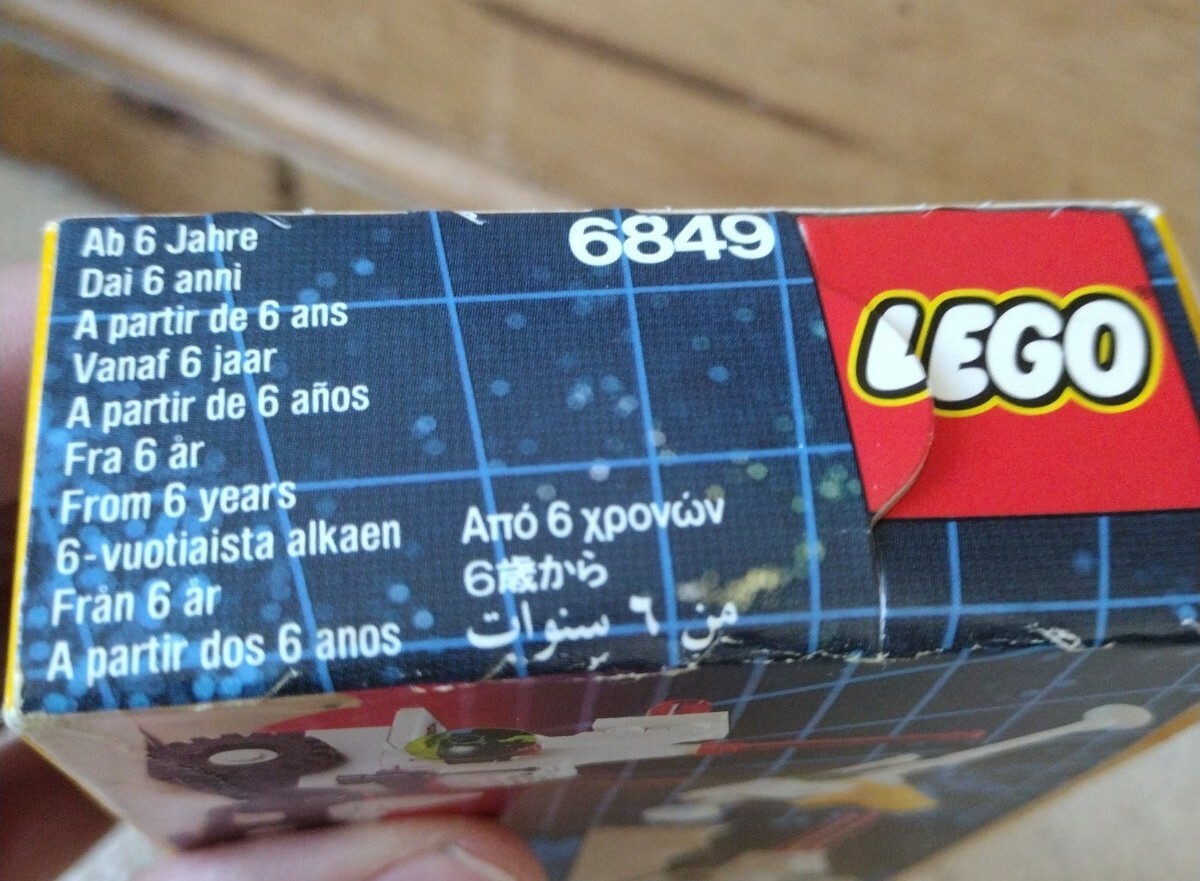 Ab 6 Jahre
Dai 6 anni
A partir de 6 ans
Vanaf 6 jaar
A partir de 6 años
Fra 6 år
From 6 years
6-vuotiaista alkaen
Från 6 år
A partir dos 6 anos
Από 6 χρονών
6歳から
من ٦ سنوات
6849
LEGO